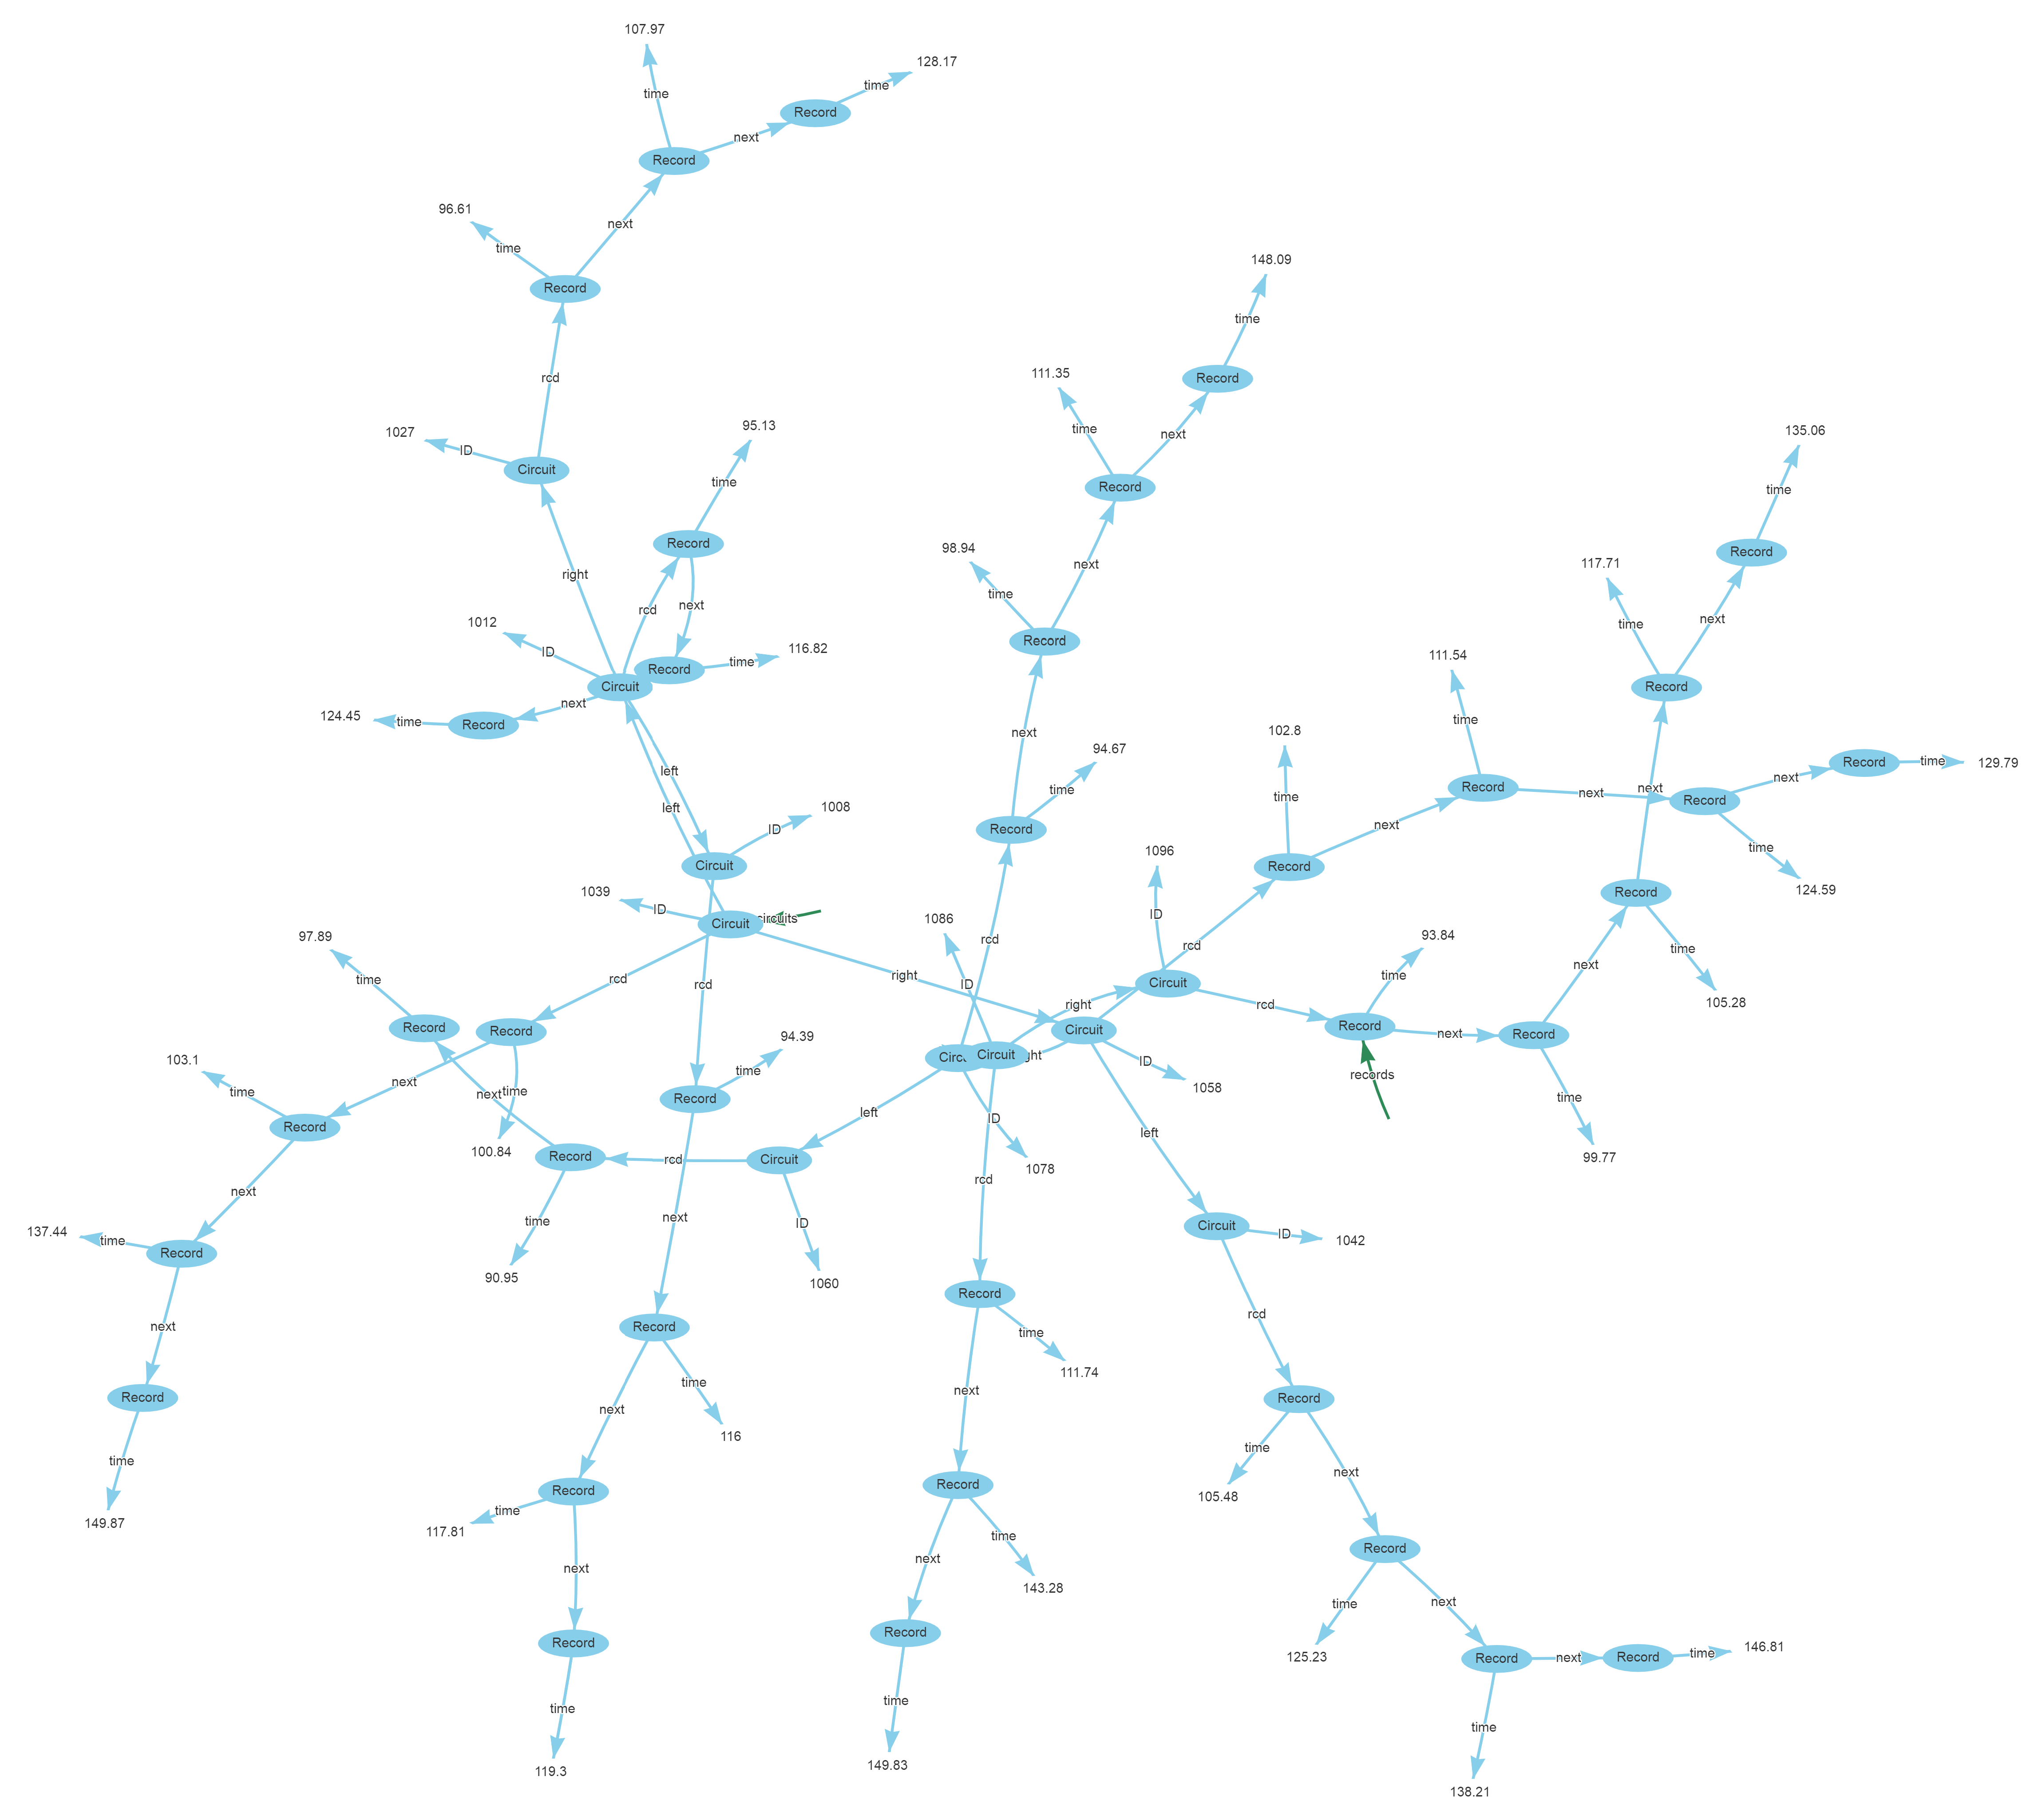 107.97
128.17
time
Record
time
next
Record
96.61
next
time
Record
148.09
time
111.35
rcd
Record
time
1027
95.13
135.06
ID
next
Circuit
time
Record
time
98.94
Record
Record
117.71
next
time
right
rcd
next
1012
time
next
ID
Record
116.82
Record
time
111.54
Circuit
Record
next
time
124.45
time
Record
next
left
94.67
102.8
129.79
next
time
Record
time
left
time
Record
next
next
next
Record
time
1008
ID
Record
next
time
1096
Circuit
Record
124.59
1039
ID
Circuit
circuits
1086
ID
Record
97.89
rcd
93.84
rcd
time
time
rcd
right
time
next
rcd
ID
Circuit
105.28
right
rcd
Record
Record
Record
next
Record
94.39
Circuit
Circuit
right
103.1
time
next
time
next
time
Record
ID
1058
records
time
Record
left
ID
left
100.84
Record
rcd
Circuit
1078
99.77
next
next
rcd
time
ID
Circuit
ID
1042
137.44
time
Record
90.95
1060
Record
rcd
next
Record
time
111.74
time
next
next
Record
Record
116
time
time
next
Record
Record
105.48
149.87
117.81
time
next
time
Record
next
next
143.28
time
next
Record
Record
125.23
Record
next
Record
time
146.81
time
time
time
119.3
149.83
138.21